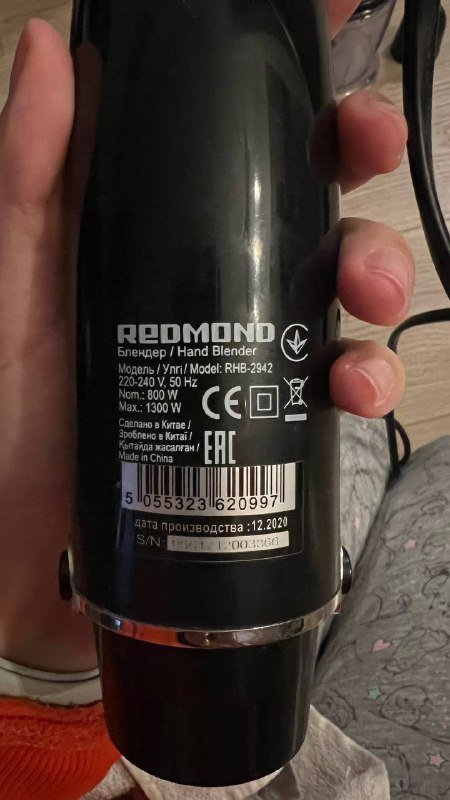 REDMOND
Блендер / Hand Blender
Модель / Үлгі / Model: RHB-2942
220-240 V, 50 Hz
Nom.: 800 W
Max.: 1300 W
CE
Сделано в Китае /
Зроблено в Китаї /
Қытайда жасалған /
Made in China
EAC
5 055323 620997
дата производства :12.2020
S/N: